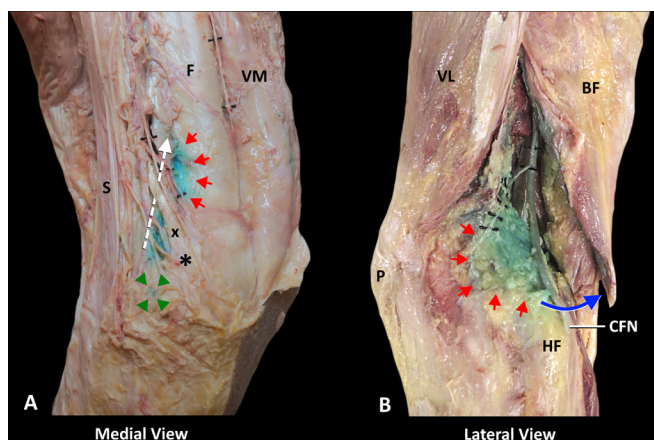 F
VM
S
x
*
A
Medial View
VL
BF
P
CFN
HF
B
Lateral View